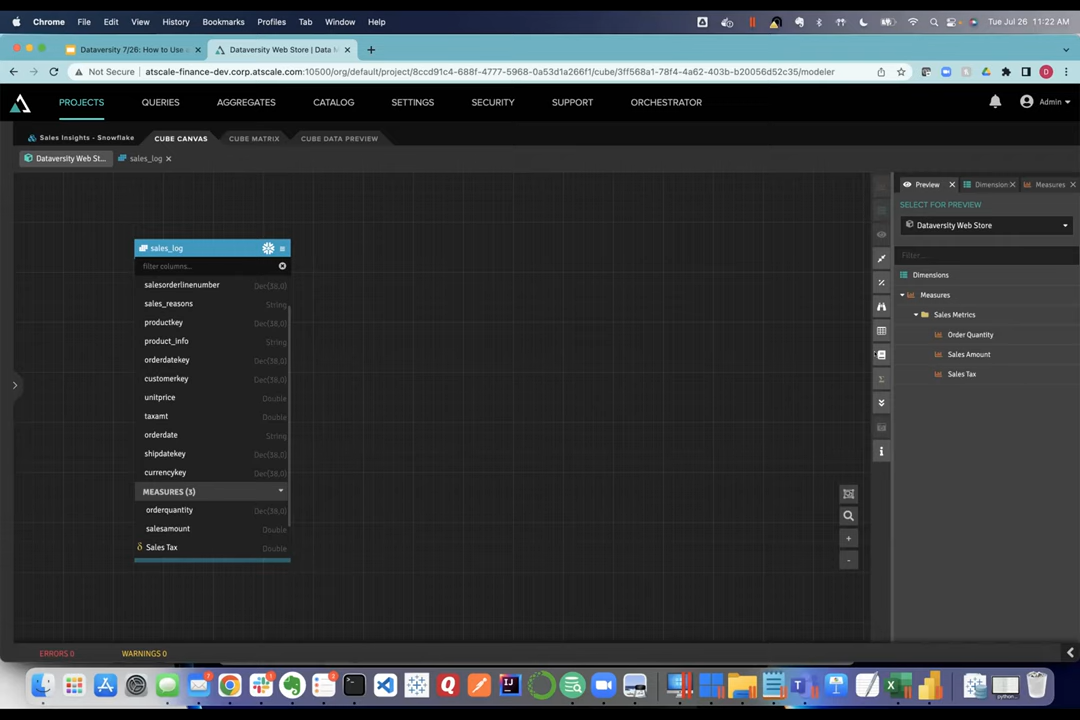 Chrome File Edit View History Bookmarks Profiles Tab Window Help Tue Jul 26 11:22 AM
Dataversity 7/26: How to Use a Dataversity Web Store | Data M
Not Secure atscale-finance-dev.corp.atscale.com:10500/org/default/project/8ccd91c4-688f-4777-5968-0a53d1a266f1/cube/3ff568a1-78f4-4a62-403b-b20056d52c35/modeler
PROJECTS QUERIES AGGREGATES CATALOG SETTINGS SECURITY SUPPORT ORCHESTRATOR Admin
Sales Insights - Snowflake CUBE CANVAS CUBE MATRIX CUBE DATA PREVIEW
Dataversity Web St... sales_log
Preview Dimension Measures
SELECT FOR PREVIEW
Dataversity Web Store
Filter...
Dimensions
Measures
Sales Metrics
Order Quantity
Sales Amount
Sales Tax
sales_log
filter columns...
salesorderlinenumber Dec(38,0)
sales_reasons String
productkey Dec(38,0)
product_info String
orderdatekey Dec(38,0)
customerkey Dec(38,0)
unitprice Double
taxamt Double
orderdate String
shipdatekey Dec(38,0)
currencykey Dec(38,0)
MEASURES (3)
orderquantity Dec(38,0)
salesamount Double
Sales Tax Double
ERRORS 0 WARNINGS 0